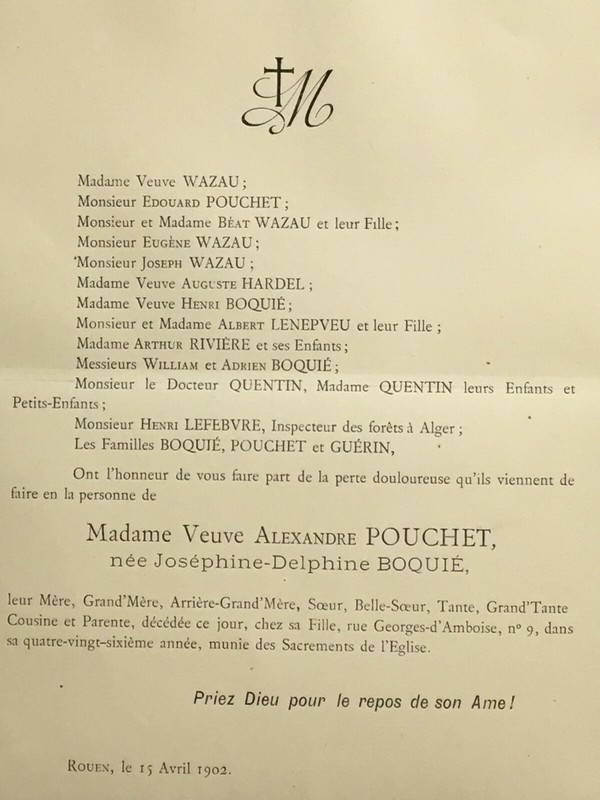 M
Madame Veuve WAZAU ;
Monsieur EDOUARD POUCHET ;
Monsieur et Madame BÉAT WAZAU et leur Fille ;
Monsieur EUGÈNE WAZAU ;
Monsieur JOSEPH WAZAU ;
Madame Veuve AUGUSTE HARDEL ;
Madame Veuve HENRI BOQUIÉ ;
Monsieur et Madame ALBERT LENEPVEU et leur Fille ;
Madame ARTHUR RIVIÈRE et ses Enfants ;
Messieurs WILLIAM et ADRIEN BOQUIÉ ;
Monsieur le Docteur QUENTIN, Madame QUENTIN leurs Enfants et
Petits-Enfants ;
Monsieur HENRI LEFEBVRE, Inspecteur des forêts à Alger ;
Les Familles BOQUIÉ, POUCHET et GUÉRIN,
Ont l'honneur de vous faire part de la perte douloureuse qu'ils viennent de
faire en la personne de
Madame Veuve ALEXANDRE POUCHET,
née Joséphine-Delphine BOQUIÉ,
leur Mère, Grand'Mère, Arrière-Grand'Mère, Sœur, Belle-Sœur, Tante, Grand'Tante
Cousine et Parente, décédée ce jour, chez sa Fille, rue Georges-d'Amboise, nº 9, dans
sa quatre-vingt-sixième année, munie des Sacrements de l'Eglise.
Priez Dieu pour le repos de son Ame !
ROUEN, le 15 Avril 1902.